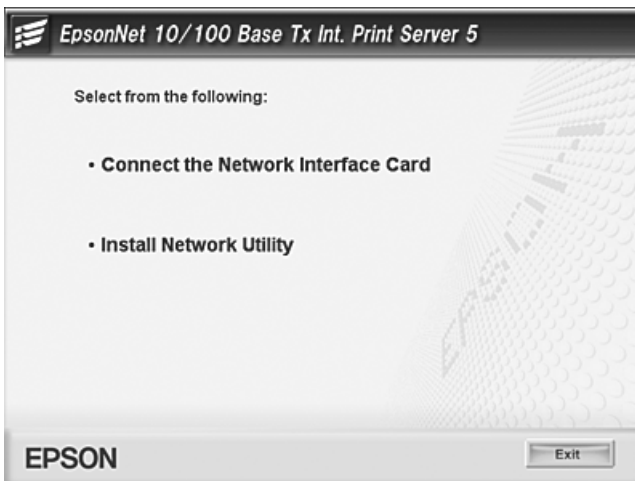 EpsonNet 10/100 Base Tx Int. Print Server 5
Select from the following:
• Connect the Network Interface Card
• Install Network Utility
EPSON
EPSON
Exit